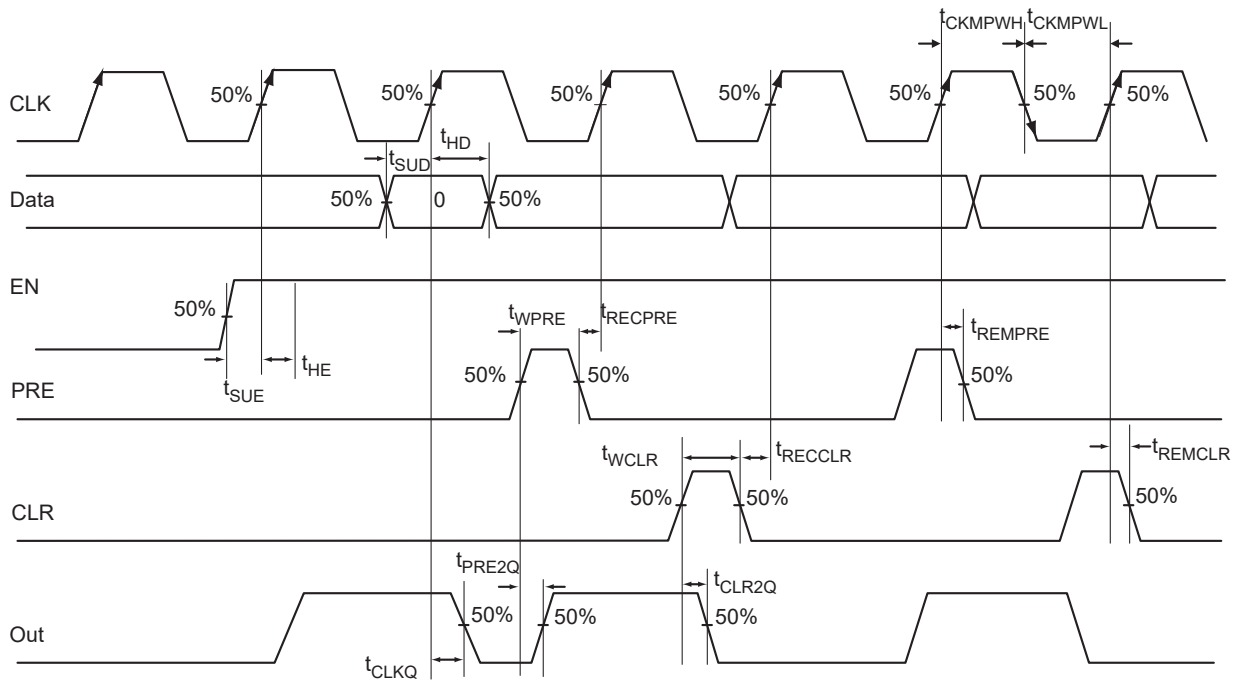 tCKMPWH tCKMPWL
CLK 50% 50% 50% 50% 50% 50% 50%
tSUD tHD
Data 50% 0 50%
EN
50%
tSUE tHE
tWPRE tRECPRE tREMPRE
PRE 50% 50% 50%
tWCLR tRECCLR tREMCLR
CLR 50% 50% 50%
tPRE2Q tCLR2Q
Out 50% 50% 50%
tCLKQ